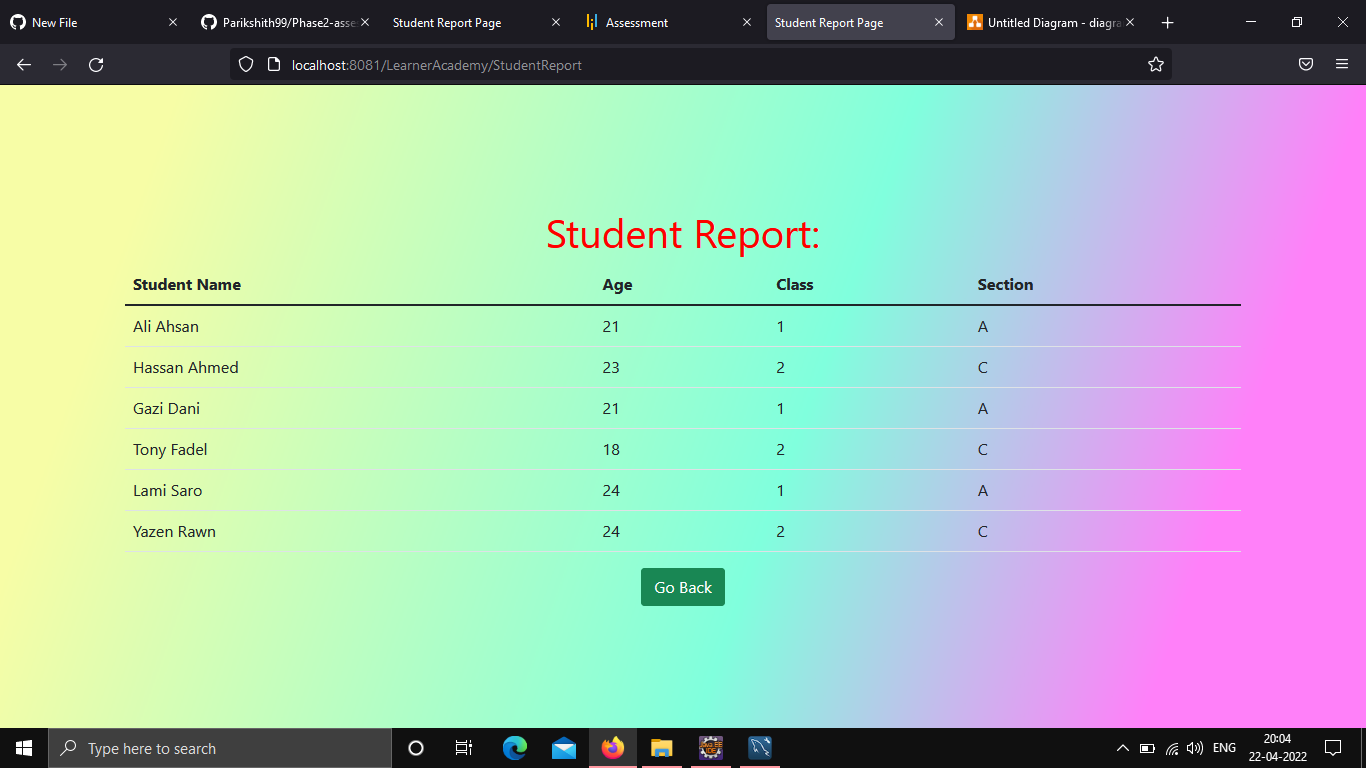 New File
Parikshith99/Phase2-asse
Student Report Page
Assessment
Student Report Page
Untitled Diagram - diagra
localhost:8081/LearnerAcademy/StudentReport
Student Report:
Student Name Age Class Section
Ali Ahsan 21 1 A
Hassan Ahmed 23 2 C
Gazi Dani 21 1 A
Tony Fadel 18 2 C
Lami Saro 24 1 A
Yazen Rawn 24 2 C
Go Back
Type here to search
ENG
20:04
22-04-2022